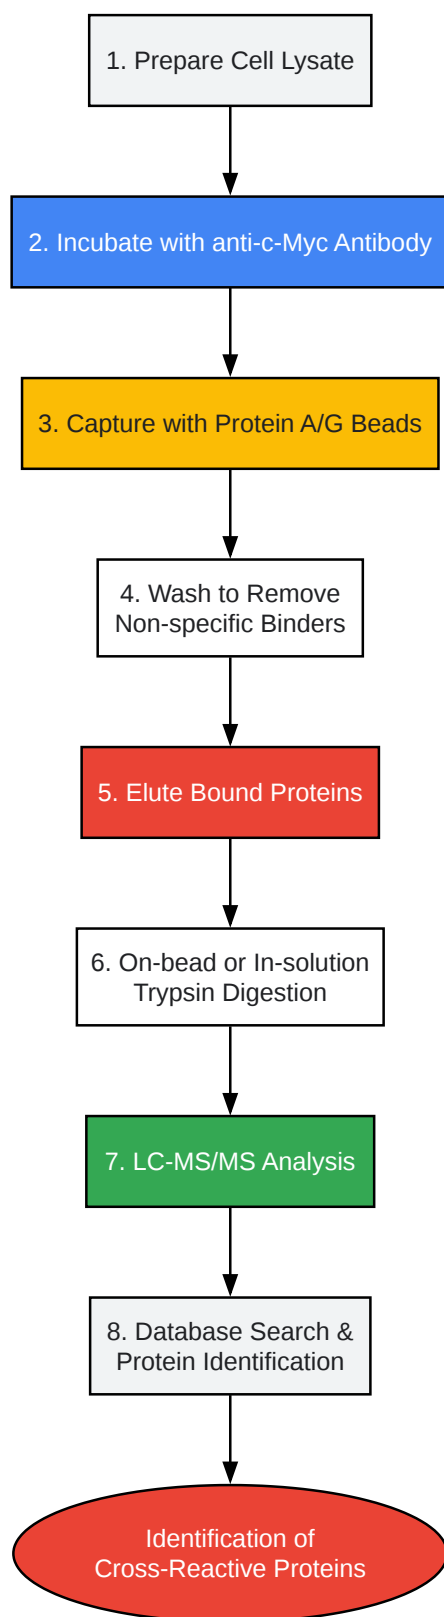 1. Prepare Cell Lysate
2. Incubate with anti-c-Myc Antibody
3. Capture with Protein A/G Beads
4. Wash to Remove
Non-specific Binders
5. Elute Bound Proteins
6. On-bead or In-solution
Trypsin Digestion
7. LC-MS/MS Analysis
8. Database Search &
Protein Identification
Identification of
Cross-Reactive Proteins